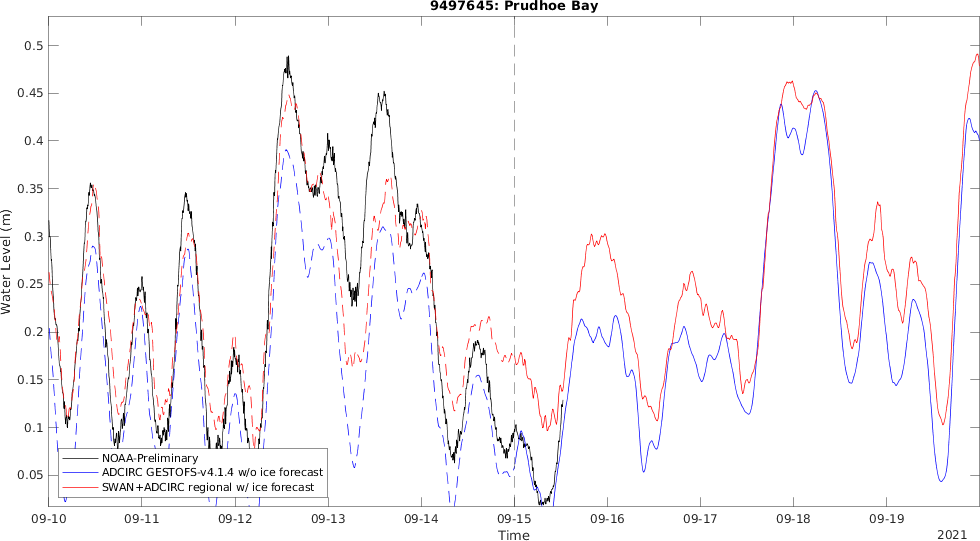 9497645: Prudhoe Bay
Water Level (m)
0.5
0.45
0.4
0.35
0.3
0.25
0.2
0.15
0.1
0.05
NOAA-Preliminary
ADCIRC GESTOFS-v4.1.4 w/o ice forecast
SWAN+ADCIRC regional w/ ice forecast
09-10 09-11 09-12 09-13 09-14 09-15 09-16 09-17 09-18 09-19
Time
2021